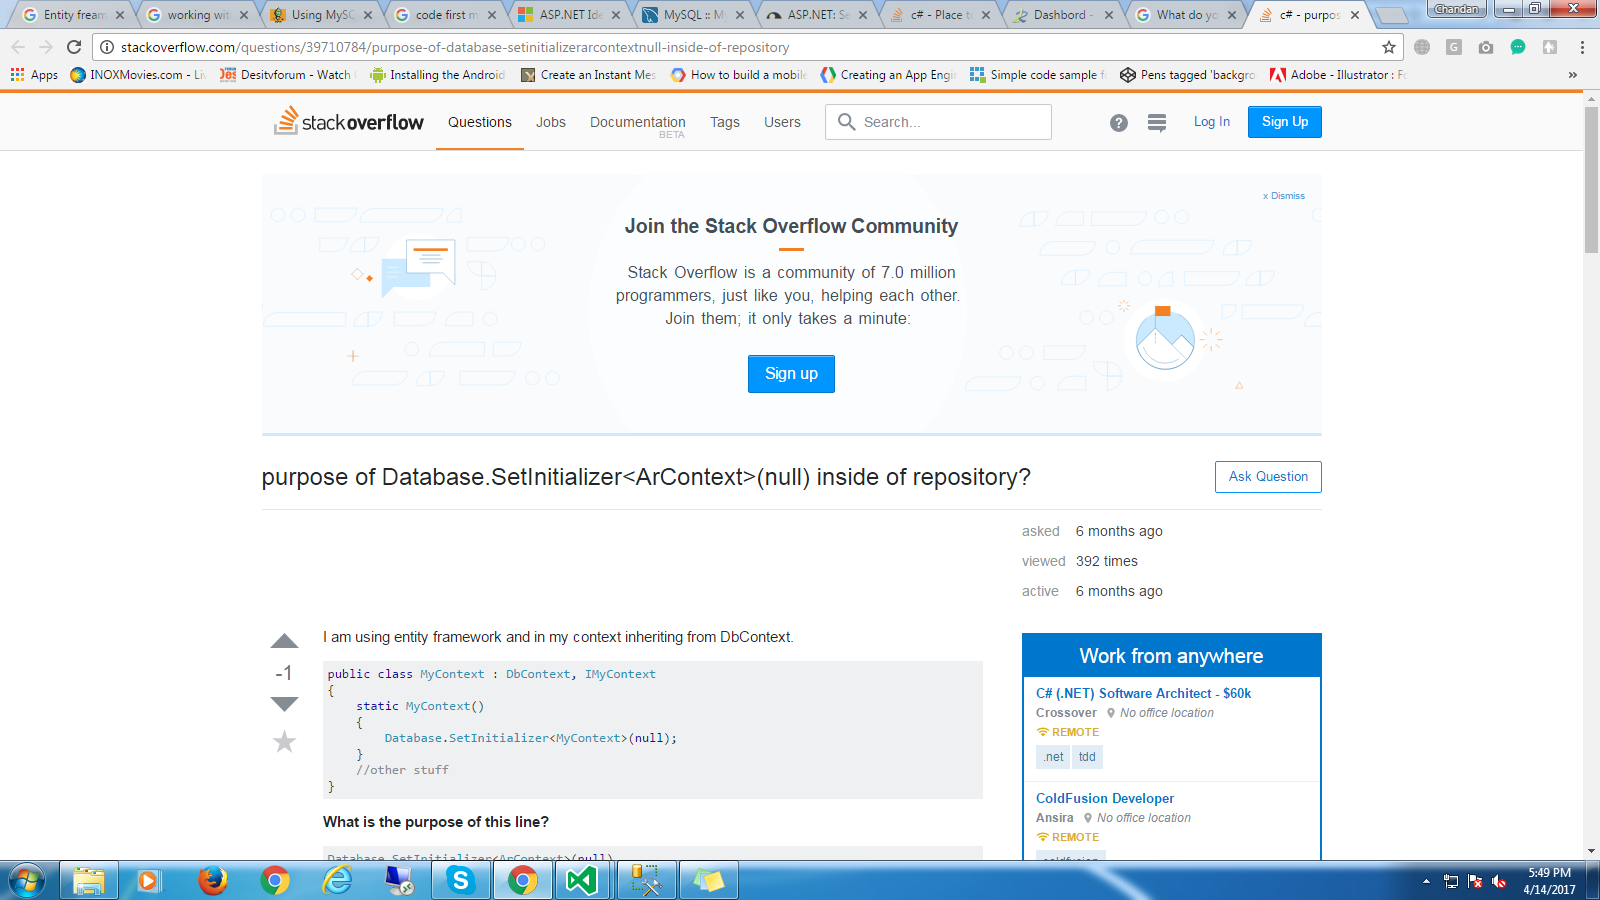 Entity fram
working wit
Using MySQ
code first m
ASP.NET Ide
MySQL :: M
ASP.NET: Se
c# - Place t
Dashbord -
What do yo
c# - purpos
Chandan
stackoverflow.com/questions/39710784/purpose-of-database-setinitializerarcontextnull-inside-of-repository
Apps
INOXMovies.com - Li
Desitvforum - Watch
Installing the Android
Create an Instant Mes
How to build a mobile
Creating an App Engi
Simple code sample f
Pens tagged 'backgro
Adobe - Illustrator : Fo
»
stackoverflow
Questions
Jobs
Documentation
BETA
Tags
Users
Search...
?
Log In
Sign Up
x Dismiss
Join the Stack Overflow Community
Stack Overflow is a community of 7.0 million
programmers, just like you, helping each other.
Join them; it only takes a minute:
Sign up
purpose of Database.SetInitializer<ArContext>(null) inside of repository?
Ask Question
asked 6 months ago
viewed 392 times
active 6 months ago
-1
I am using entity framework and in my context inheriting from DbContext.
public class MyContext : DbContext, IMyContext
{
static MyContext()
{
Database.SetInitializer<MyContext>(null);
}
//other stuff
}
What is the purpose of this line?
Database.SetInitializer<ArContext>(null)
Work from anywhere
C# (.NET) Software Architect - $60k
Crossover No office location
REMOTE
.net tdd
ColdFusion Developer
Ansira No office location
REMOTE
coldfusion
5:49 PM
4/14/2017